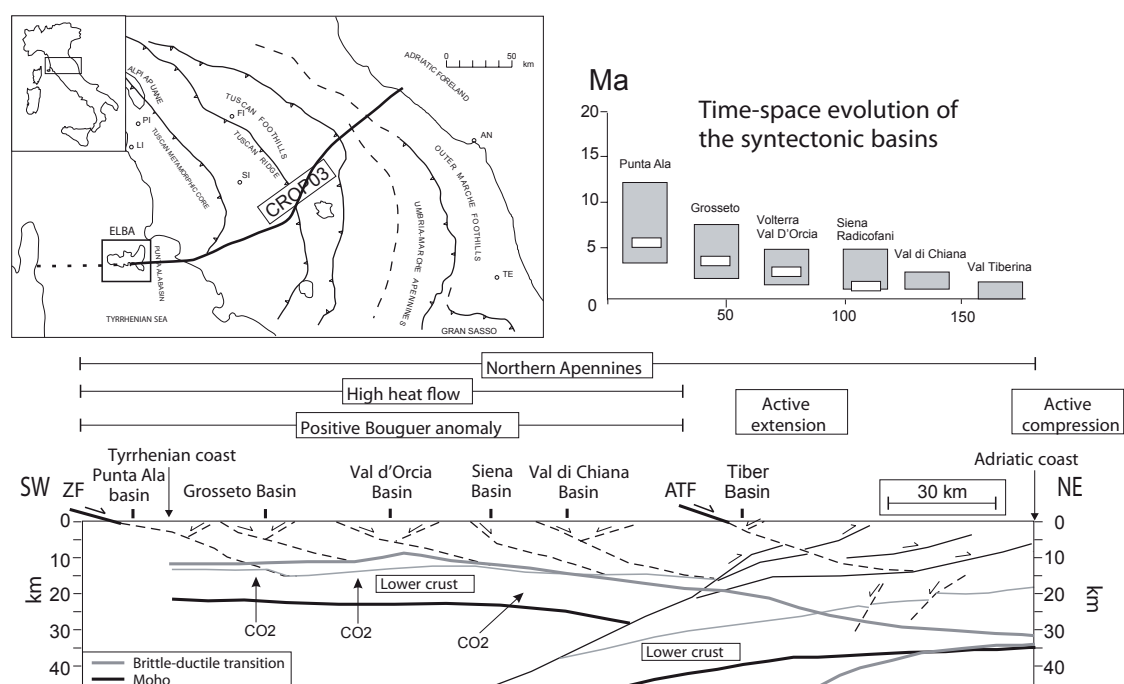 ALPI APUANE
TUSCAN FOOTHILLS
TUSCAN RIDGE
TUSCAN METAMORPHIC CORE
PI
LI
FI
SI
CROP03
ADRIATIC FORELAND
0 50
km
AN
OUTER MARCHE FOOTHILLS
UMBRIA-MARCHE APENNINES
TE
GRAN SASSO
ELBA
PUNTA ALA BASIN
TYRRHENIAN SEA
Ma
Time-space evolution of
the syntectonic basins
20
15
10
5
0
50
100
150
Punta Ala
Grosseto
Volterra
Val D'Orcia
Siena
Radicofani
Val di Chiana
Val Tiberina
Northern Apennines
High heat flow
Positive Bouguer anomaly
Active
extension
Active
compression
Tyrrhenian coast
Adriatic coast
SW
ZF
Punta Ala
basin
Grosseto Basin
Val d'Orcia
Basin
Siena
Basin
Val di Chiana
Basin
ATF
Tiber
Basin
30 km
NE
0
10
20
30
40
km
0
10
20
30
40
km
Lower crust
CO2
CO2
CO2
Lower crust
Brittle-ductile transition
Moho